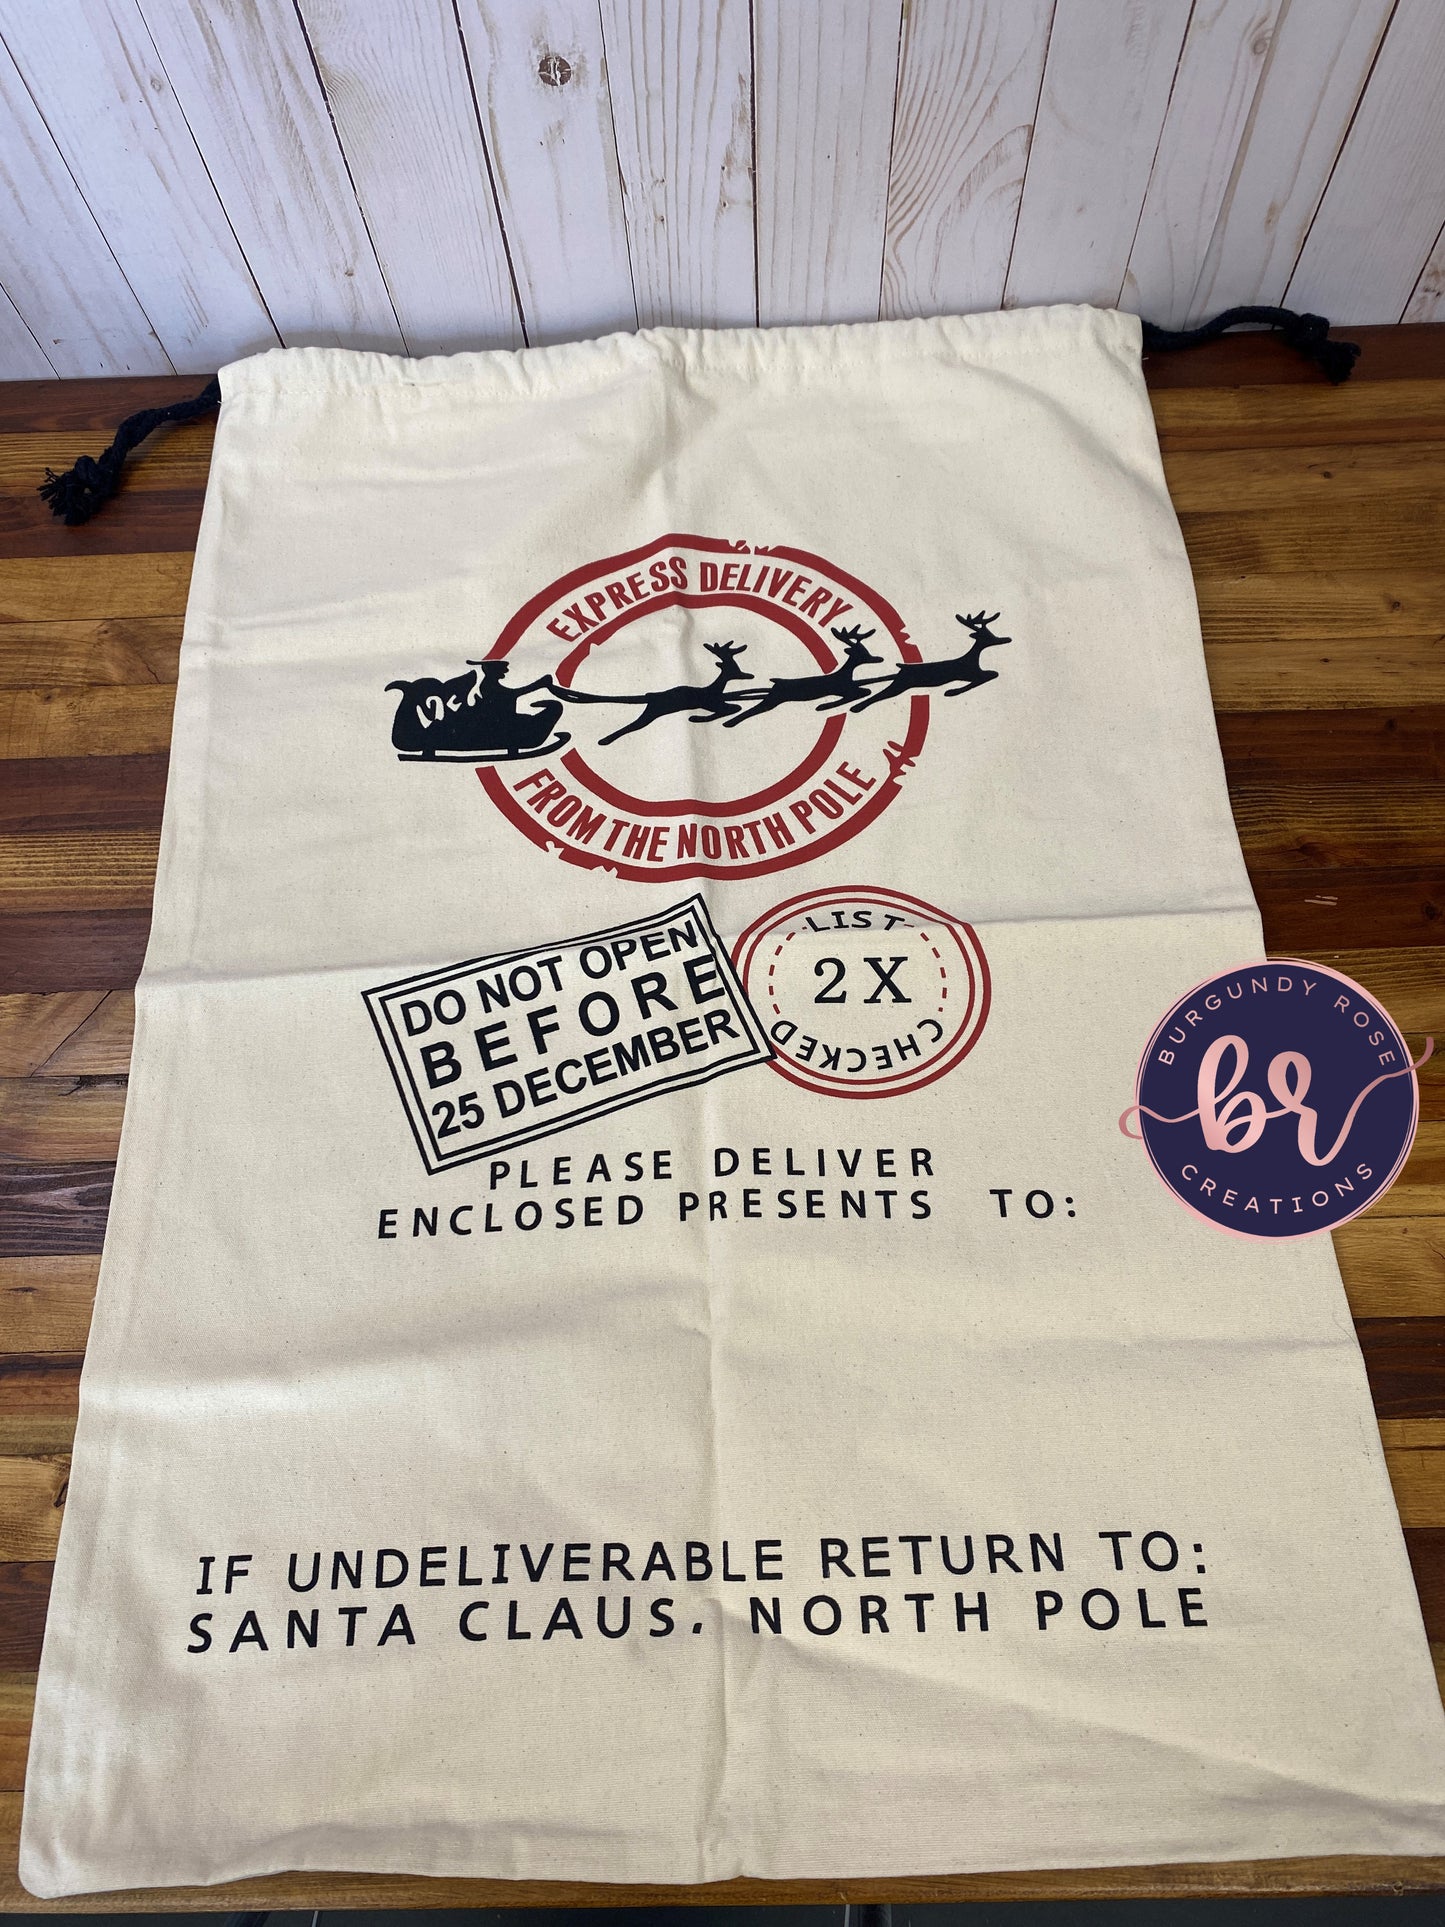 EXPRESS DELIVERY
FROM THE NORTH POLE
DO NOT OPEN
BEFORE
25 DECEMBER
LIST
2X
CHECKED
PLEASE DELIVER
ENCLOSED PRESENTS TO:
BURGUNDY ROSE
br
CREATIONS
IF UNDELIVERABLE RETURN TO:
SANTA CLAUS. NORTH POLE